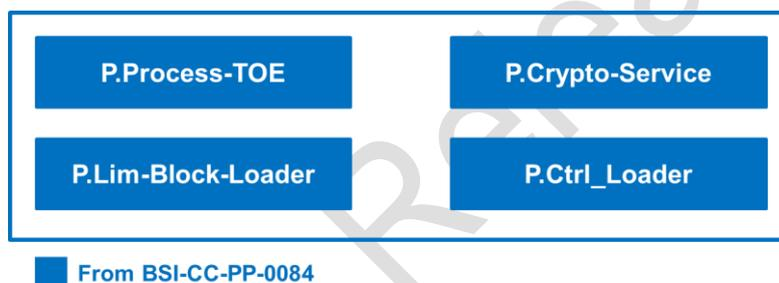 P.Process-TOE
P.Crypto-Service
P.Lim-Block-Loader
P.Ctrl_Loader
From BSI-CC-PP-0084